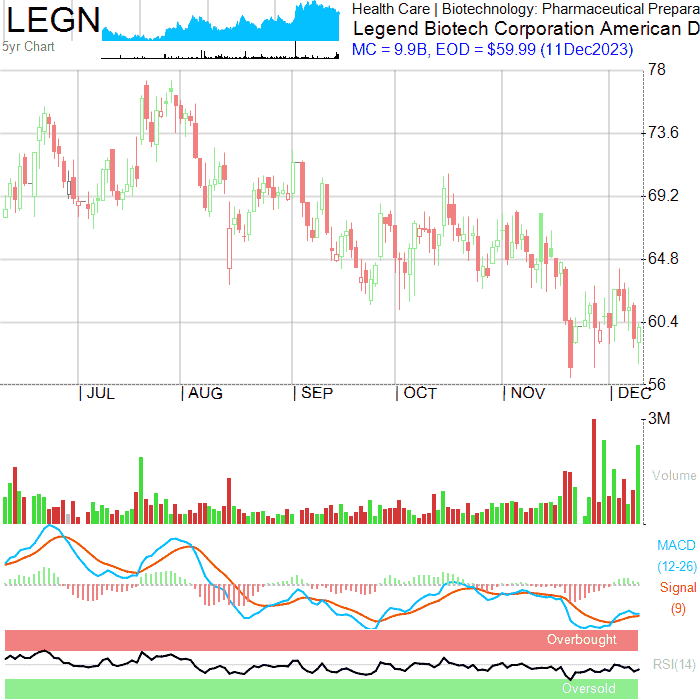 LEGN
5yr Chart
Health Care | Biotechnology: Pharmaceutical Prepara
Legend Biotech Corporation American D
MC = 9.9B, EOD = $59.99 (11Dec2023)
78
73.6
69.2
64.8
60.4
56
| JUL | AUG | SEP | OCT | NOV | DEC
3M
Volume
MACD
(12-26)
Signal
(9)
Overbought
RSI(14)
Oversold